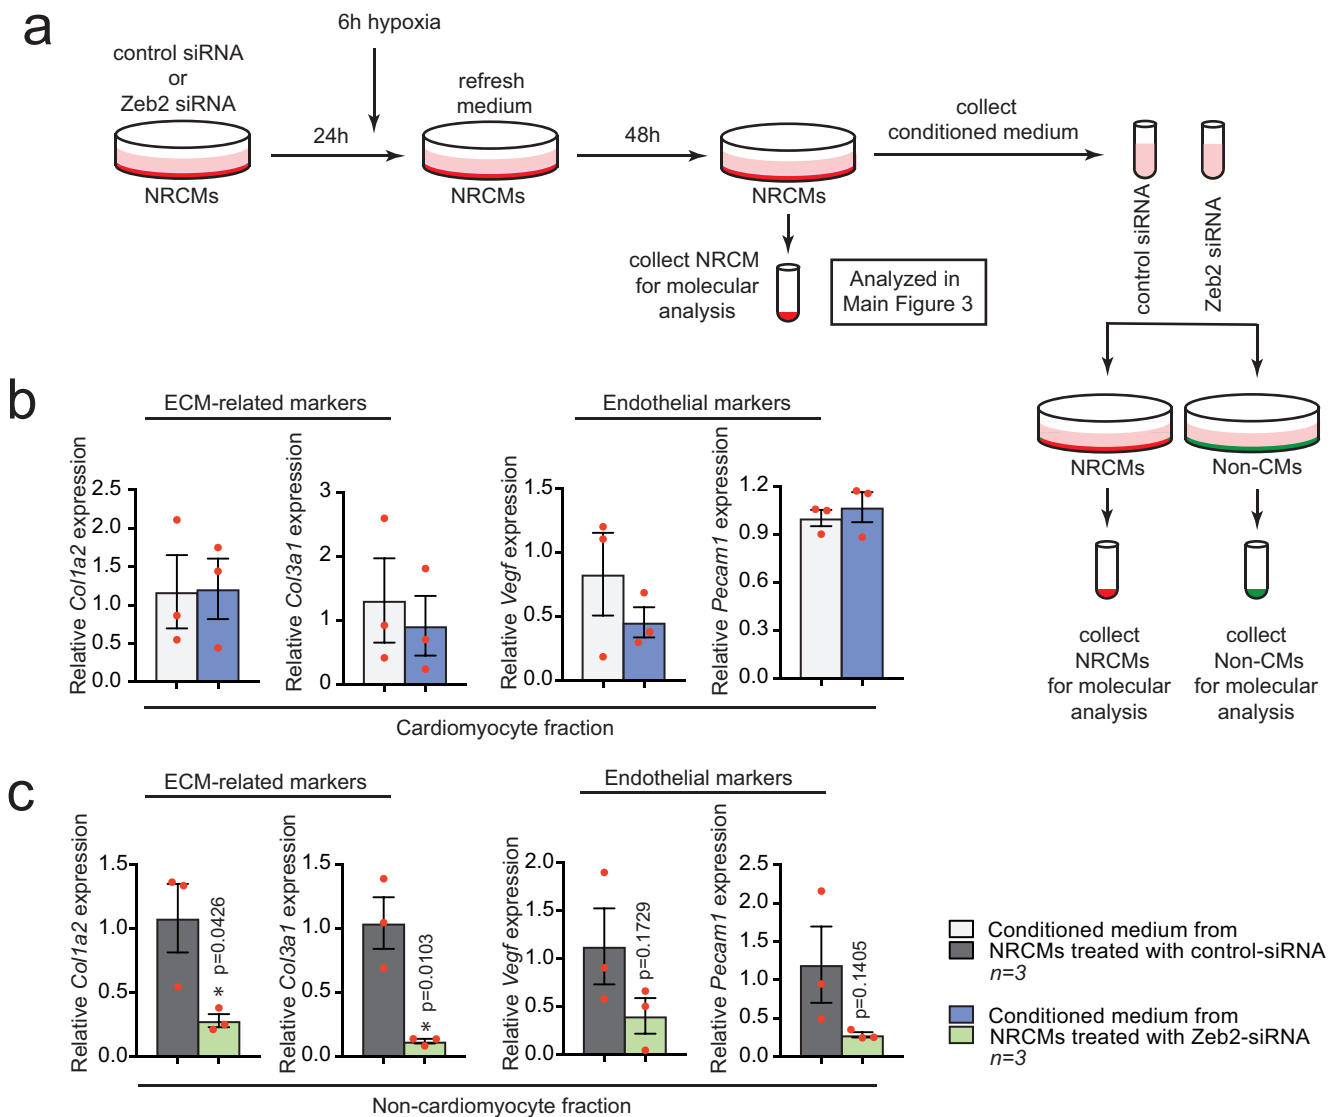 a
6h hypoxia
control siRNA
or
Zeb2 siRNA
24h
refresh
medium
48h
collect
conditioned medium
NRCMs
NRCMs
NRCMs
control siRNA
Zeb2 siRNA
collect NRCM
for molecular
analysis
Analyzed in
Main Figure 3
NRCMs
Non-CMs
collect
NRCMs
for molecular
analysis
collect
Non-CMs
for molecular
analysis
b
ECM-related markers
Endothelial markers
Relative Col1a2 expression
2.5
2.0
1.5
1.0
0.5
0.0
Relative Col3a1 expression
3
2
1
0
Relative Vegf expression
1.5
1.0
0.5
0.0
Relative Pecam1 expression
1.2
0.9
0.6
0.3
0.0
Cardiomyocyte fraction
c
ECM-related markers
Endothelial markers
Relative Col1a2 expression
1.5
1.0
0.5
0.0
* p=0.0426
Relative Col3a1 expression
1.5
1.0
0.5
0.0
* p=0.0103
Relative Vegf expression
2.0
1.5
1.0
0.5
0.0
p=0.1729
Relative Pecam1 expression
2.5
2.0
1.5
1.0
0.5
0.0
p=0.1405
Non-cardiomyocyte fraction
Conditioned medium from
NRCMs treated with control-siRNA
n=3
Conditioned medium from
NRCMs treated with Zeb2-siRNA
n=3